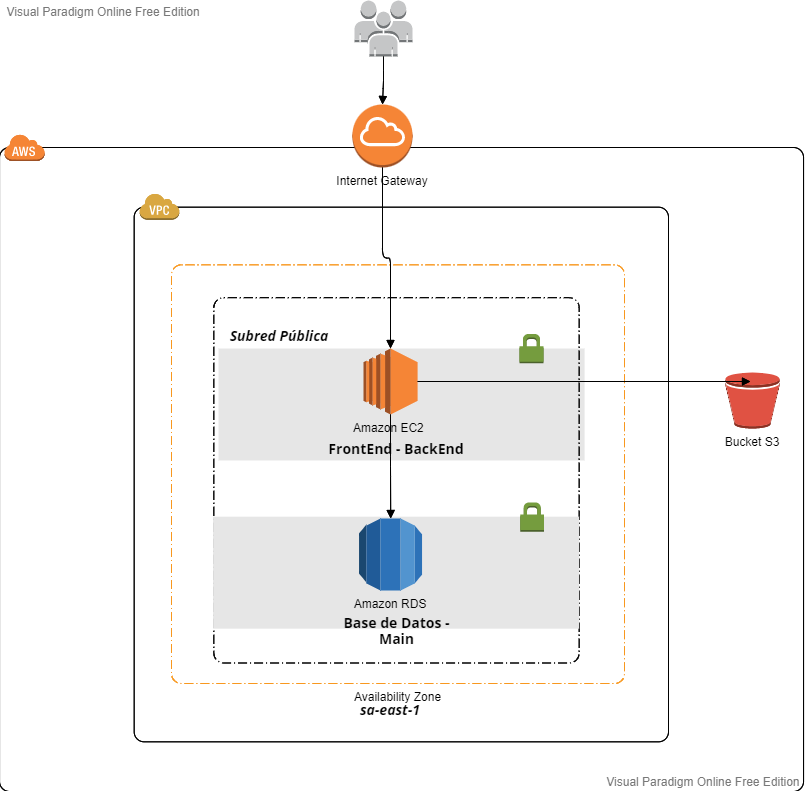 Visual Paradigm Online Free Edition
AWS
Internet Gateway
VPC
Subred Pública
Amazon EC2
FrontEnd - BackEnd
Bucket S3
Amazon RDS
Base de Datos -
Main
Availability Zone
sa-east-1
Visual Paradigm Online Free Edition